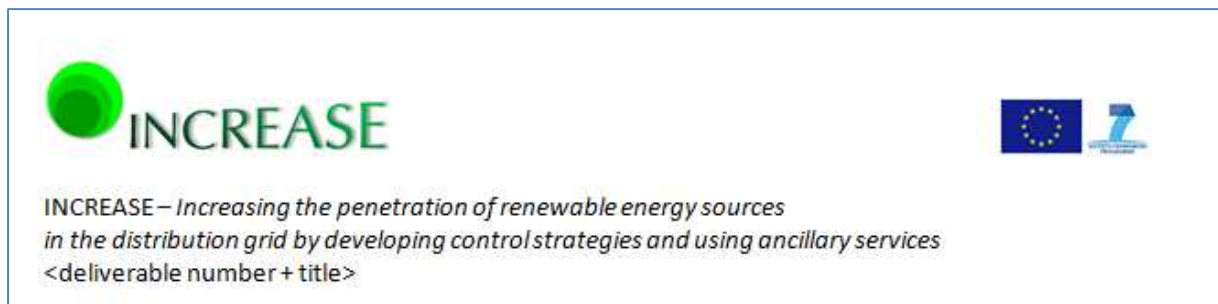 INCREASE
INCREASE – Increasing the penetration of renewable energy sources
in the distribution grid by developing control strategies and using ancillary services
<deliverable number + title>